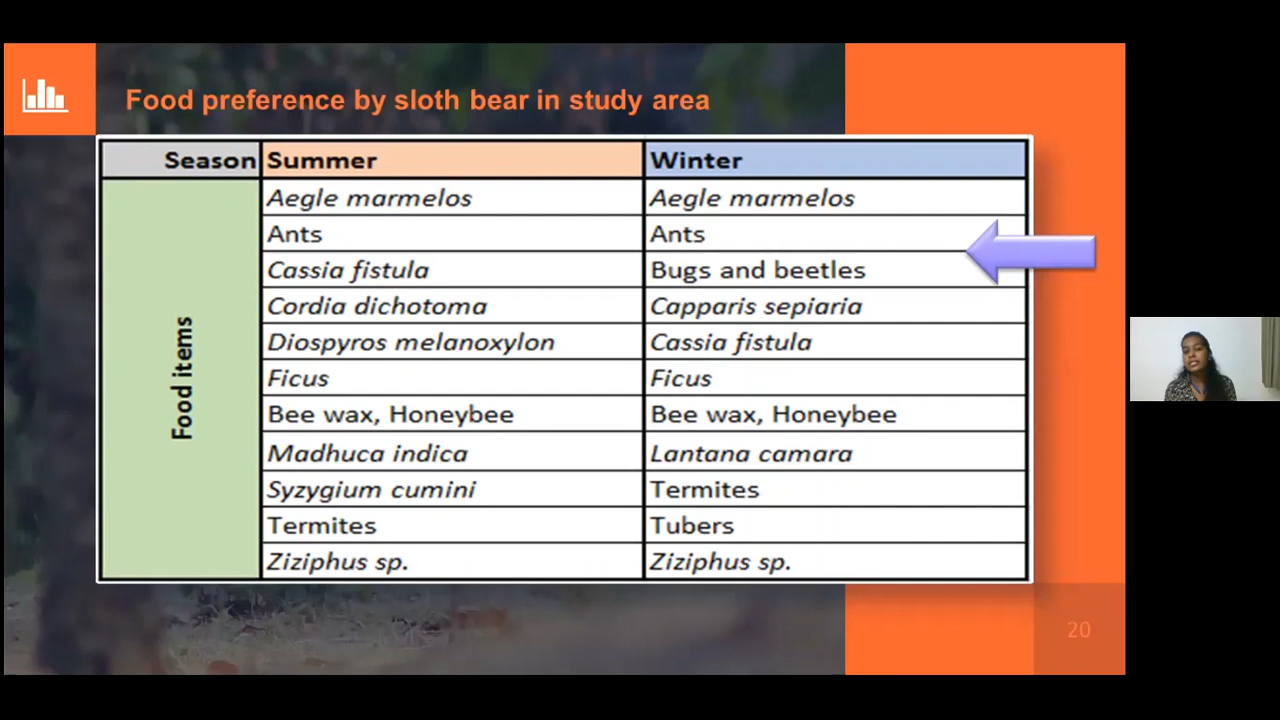 Food preference by sloth bear in study area
Season Summer Winter
Aegle marmelos Aegle marmelos
Ants Ants
Cassia fistula Bugs and beetles
Cordia dichotoma Capparis sepiaria
Diospyros melanoxylon Cassia fistula
Ficus Ficus
Food items
Bee wax, Honeybee Bee wax, Honeybee
Madhuca indica Lantana camara
Syzygium cumini Termites
Termites Tubers
Ziziphus sp. Ziziphus sp.
20